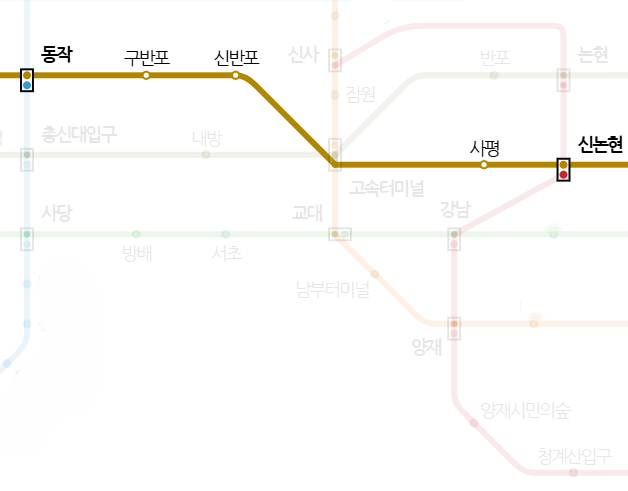 동작
구반포
신반포
신사
반포
논현
잠원
총신대입구
내방
사평
신논현
고속터미널
사당
교대
강남
방배
서초
남부터미널
양재
양재시민의숲
청계산입구